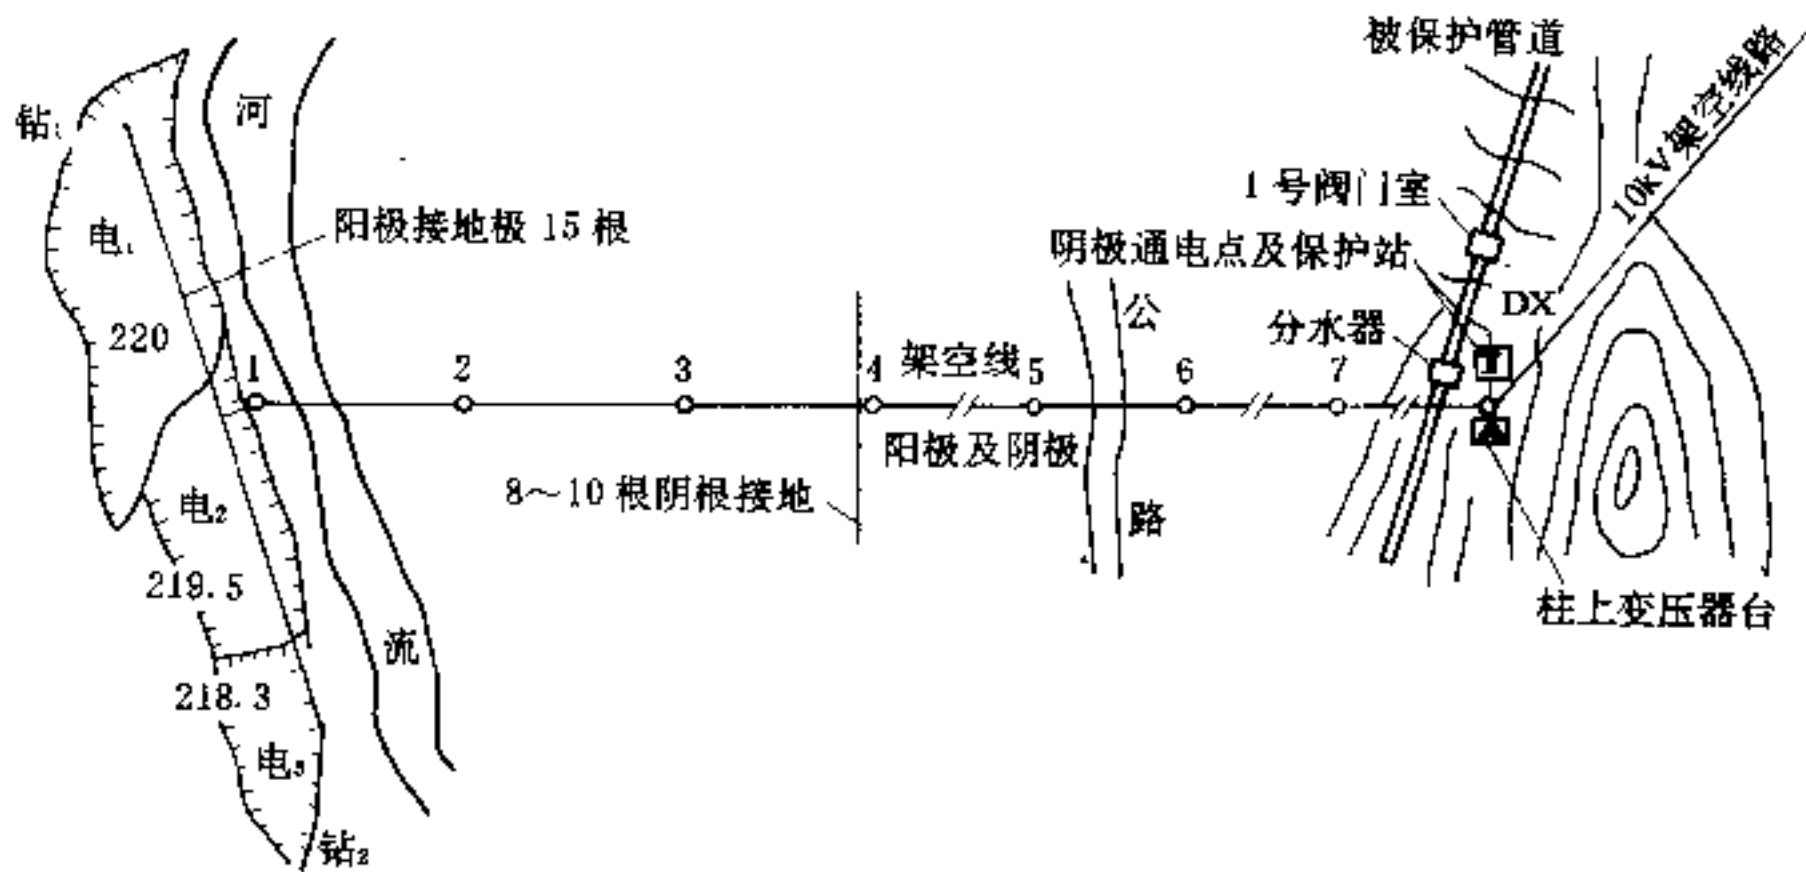 被保护管道
10kV架空线路
钻₁
河
1号阀门室
阳极接地极 15 根
阴极通电点及保护站
电₁
公
DX
分水器
220
1
2
3
4
架空线
5
6
7
阳极及阴极
8～10 根阴根接地
电₂
路
219.5
柱上变压器台
流
218.3
电₃
钻₂